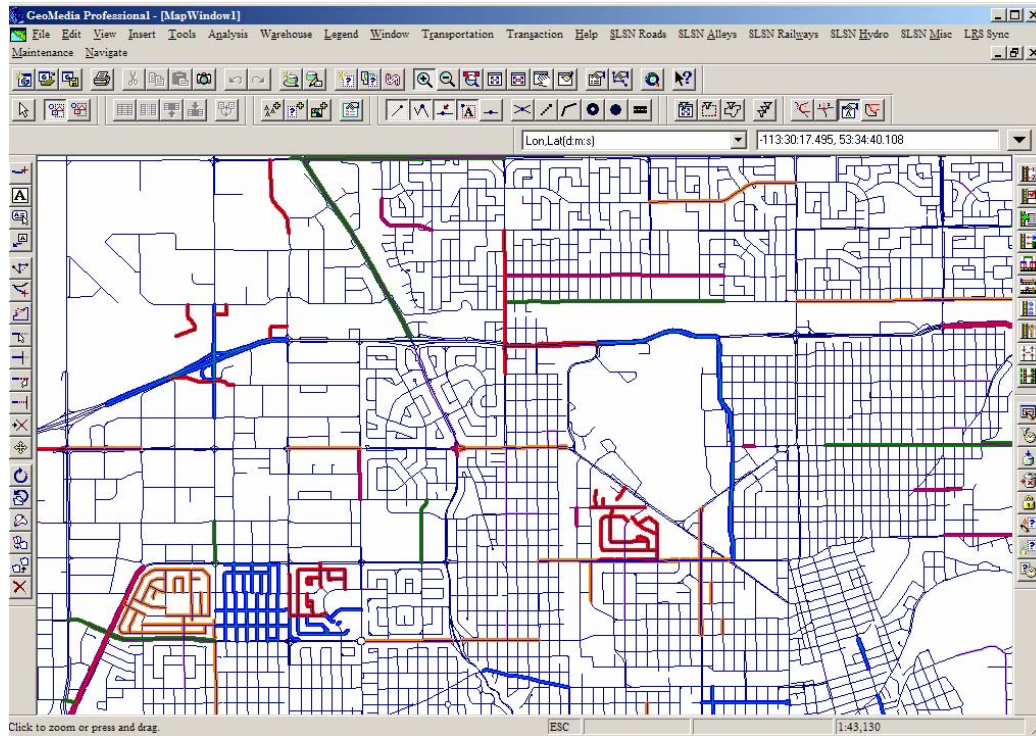 GeoMedia Professional - [MapWindow1]
File Edit View Insert Tools Analysis Warehouse Legend Window Transportation Transaction Help SLSN Roads SLSN Alleys SLSN Railways SLSN Hydro SLSN Misc LRS Sync
Maintenance Navigate
Lon,Lat(d:m:s) -113:30:17.495, 53:34:40.108
Click to zoom or press and drag. ESC 1:43,130